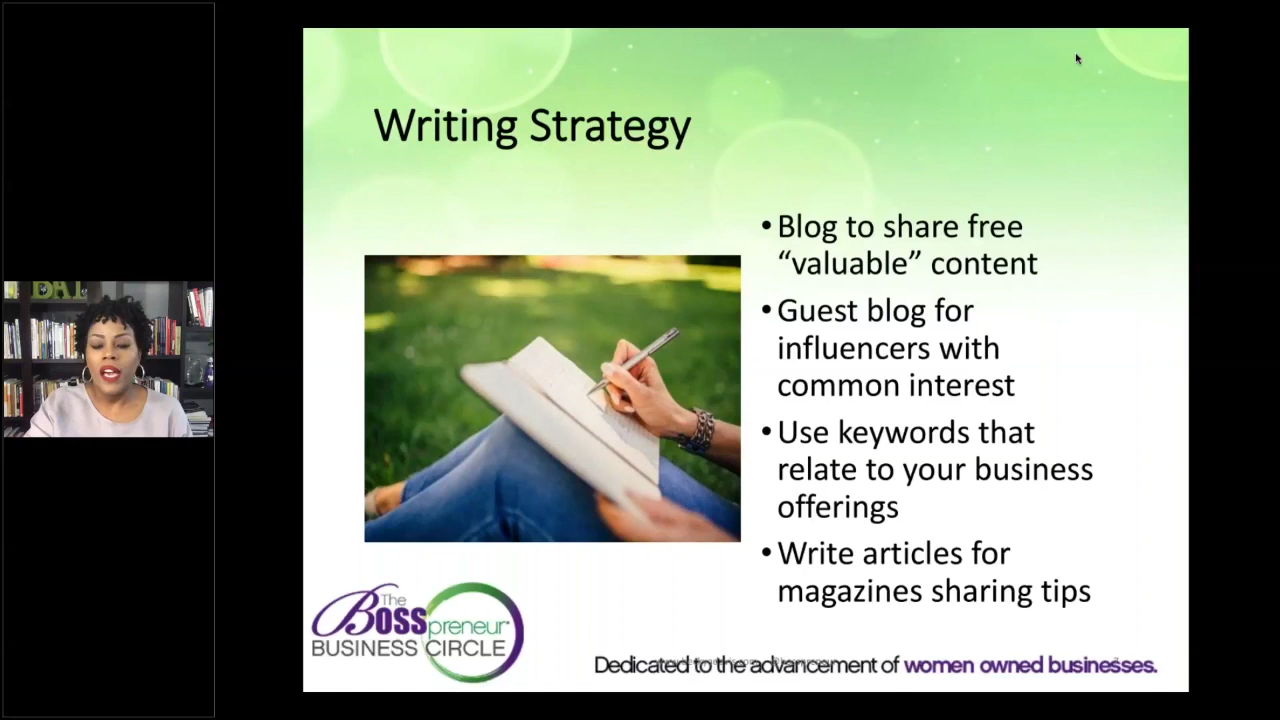 Writing Strategy
•Blog to share free
“valuable” content
•Guest blog for
influencers with
common interest
•Use keywords that
relate to your business
offerings
•Write articles for
magazines sharing tips
The
BOSSpreneur
BUSINESS CIRCLE
Dedicated to the advancement of women owned businesses.